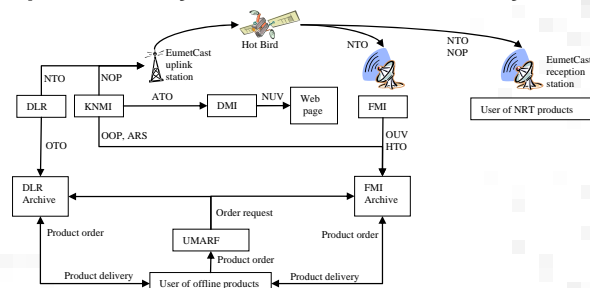 Hot Bird
EumetCast
uplink
station
NTO
NTO
NOP
EumetCast
reception
station
NTO
NOP
DLR
KNMI
ATO
DMI
NUV
Web
page
FMI
User of NRT products
OTO
OOP, ARS
OUV
HTO
DLR
Archive
FMI
Archive
Order request
Product order
UMARF
Product order
Product order
Product delivery
User of offline products
Product delivery